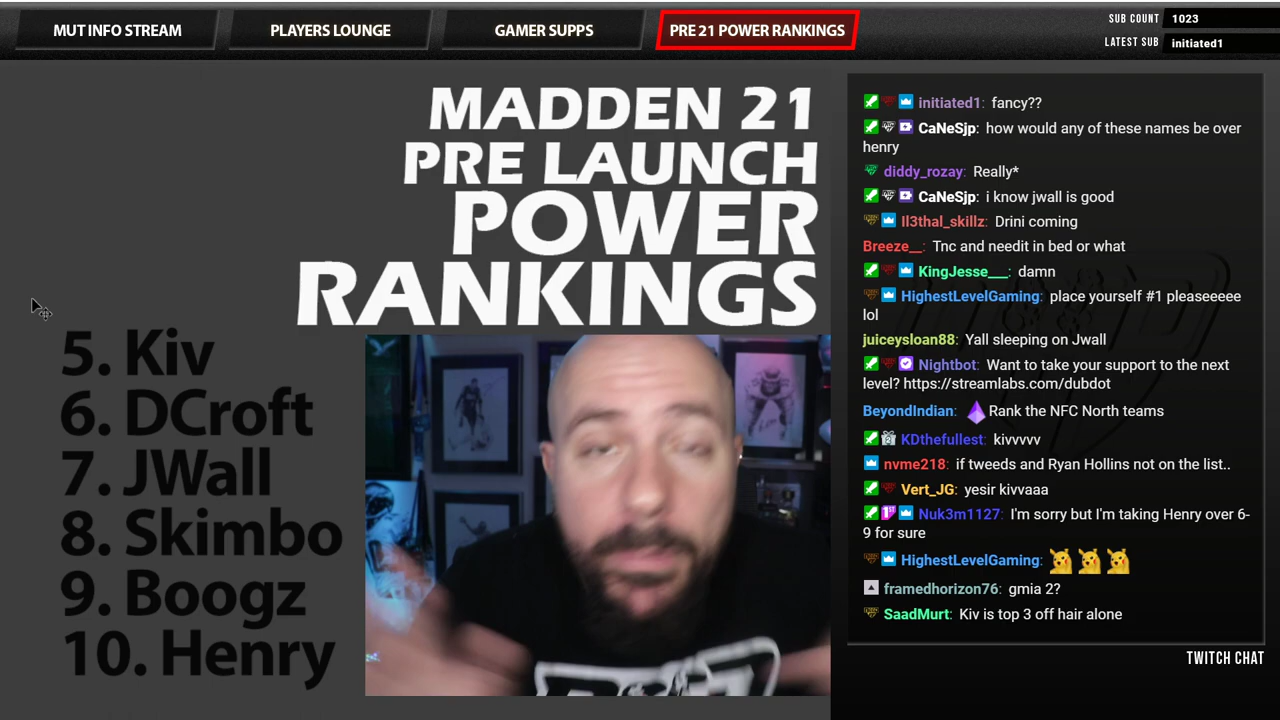 MUT INFO STREAM
PLAYERS LOUNGE
GAMER SUPPS
PRE 21 POWER RANKINGS
SUB COUNT 1023
LATEST SUB initiated1
MADDEN 21
PRE LAUNCH
POWER
RANKINGS
5. Kiv
6. DCroft
7. JWall
8. Skimbo
9. Boogz
10. Henry
initiated1: fancy??
CaNeSjp: how would any of these names be over
henry
diddy_rozay: Really*
CaNeSjp: i know jwall is good
Il3thal_skillz: Drini coming
Breeze__: Tnc and needit in bed or what
KingJesse___: damn
HighestLevelGaming: place yourself #1 pleaseeeee
lol
juiceysloan88: Yall sleeping on Jwall
Nightbot: Want to take your support to the next
level? https://streamlabs.com/dubdot
BeyondIndian: Rank the NFC North teams
KDthefullest: kivvvvv
nvme218: if tweeds and Ryan Hollins not on the list..
Vert_JG: yesir kivvaaa
Nuk3m1127: I'm sorry but I'm taking Henry over 6-
9 for sure
HighestLevelGaming:
framedhorizon76: gmia 2?
SaadMurt: Kiv is top 3 off hair alone
TWITCH CHAT